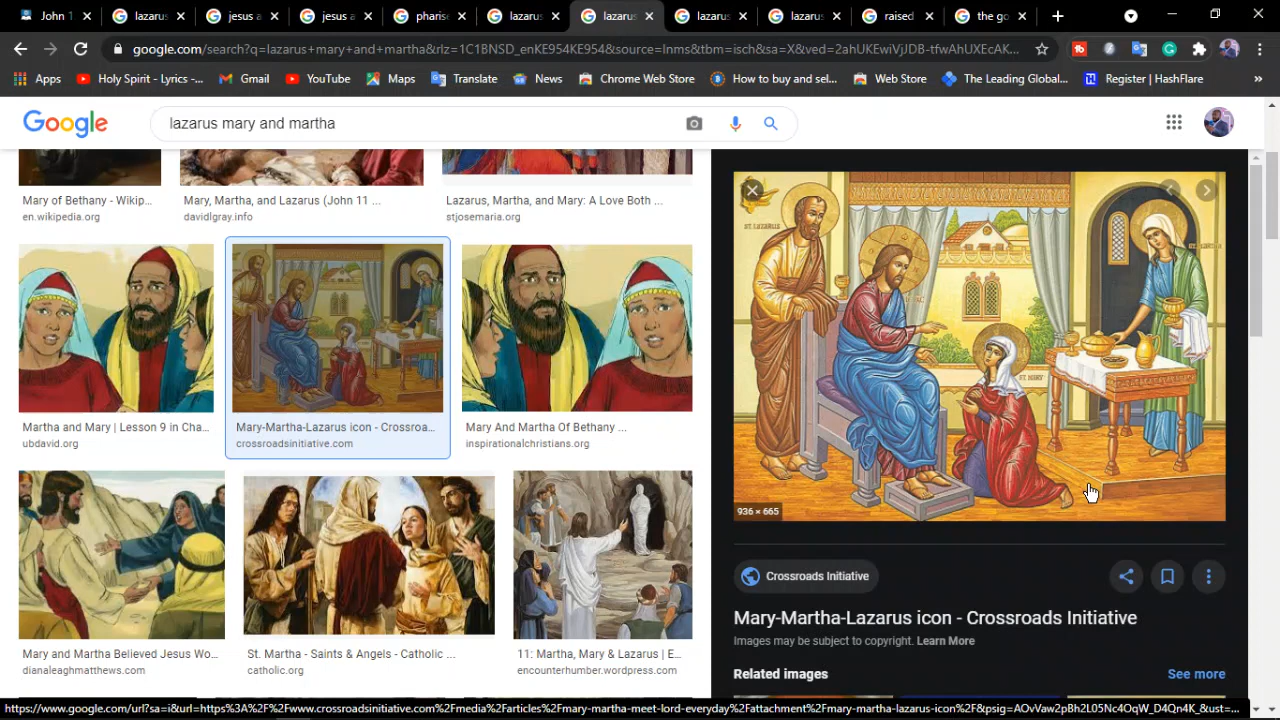 John 1
lazarus
jesus a
jesus a
pharise
lazarus
lazarus
lazarus
lazarus
raised
the go
google.com/search?q=lazarus+mary+and+martha&rlz=1C1BNSD_enKE954KE954&source=lnms&tbm=isch&sa=X&ved=2ahUKEwiVjJDB-tfwAhUXEcAK...
Apps
Holy Spirit - Lyrics -...
Gmail
YouTube
Maps
Translate
News
Chrome Web Store
How to Buy and sel...
Web Store
The Leading Global...
Register | HashFlare
»
Google
lazarus mary and martha
Mary of Bethany - Wikip...
en.wikipedia.org
Mary, Martha, and Lazarus (John 11 ...
davidlgray.info
Lazarus, Martha, and Mary: A Love Both ...
stjosemaria.org
ST. LAZARUS
ST. MARY
Martha and Mary | Lesson 9 in Cha...
ubdavid.org
Mary-Martha-Lazarus icon - Crossroa...
crossroadsinitiative.com
Mary And Martha Of Bethany ...
inspirationalchristians.org
936 × 665
Crossroads Initiative
Mary-Martha-Lazarus icon - Crossroads Initiative
Images may be subject to copyright. Learn More
Related images
See more
Mary and Martha Believed Jesus Wo...
dianaleaghmatthews.com
St. Martha - Saints & Angels - Catholic ...
catholic.org
11: Martha, Mary & Lazarus | E...
encounterhumber.wordpress.com
https://www.google.com/url?sa=i&url=https%3A%2F%2Fwww.crossroadsinitiative.com%2Fmedia%2Farticles%2Fmary-martha-meet-lord-everyday%2Fattachment%2Fmary-martha-lazarus-icon%2F&psig=AOvVaw2pBh2L05Nc4OqW_D4Qn4K_&ust=...